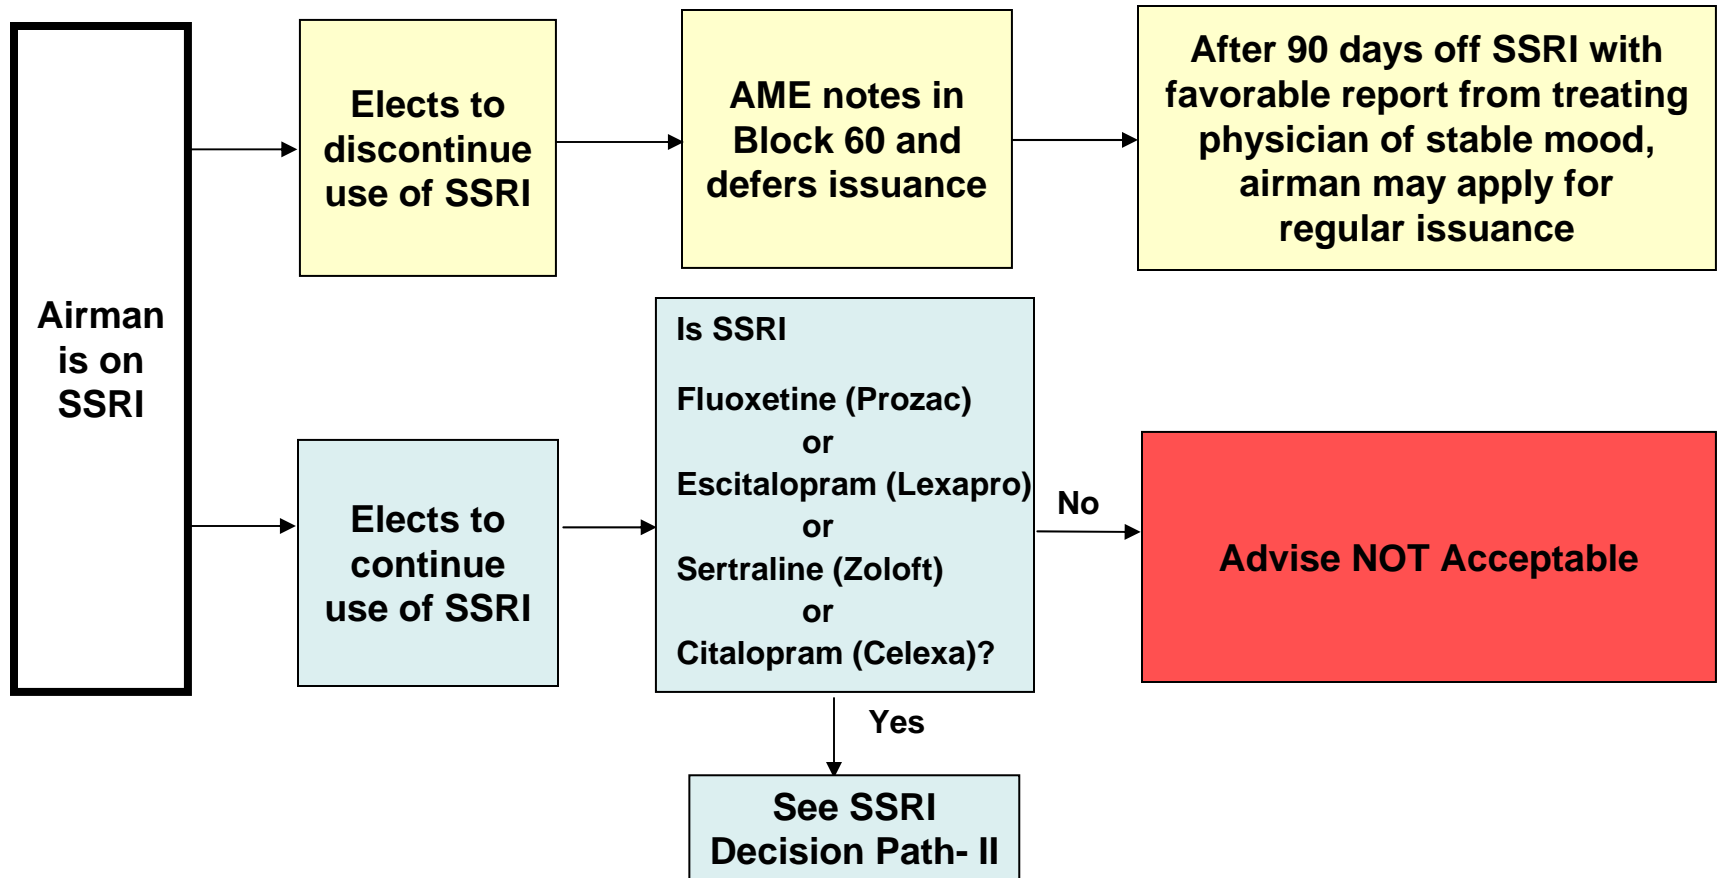 Airman
is on
SSRI
Elects to
discontinue
use of SSRI
AME notes in
Block 60 and
defers issuance
After 90 days off SSRI with
favorable report from treating
physician of stable mood,
airman may apply for
regular issuance
Elects to
continue
use of SSRI
Is SSRI
Fluoxetine (Prozac)
or
Escitalopram (Lexapro)
or
Sertraline (Zoloft)
or
Citalopram (Celexa)?
No
Advise NOT Acceptable
Yes
See SSRI
Decision Path- II